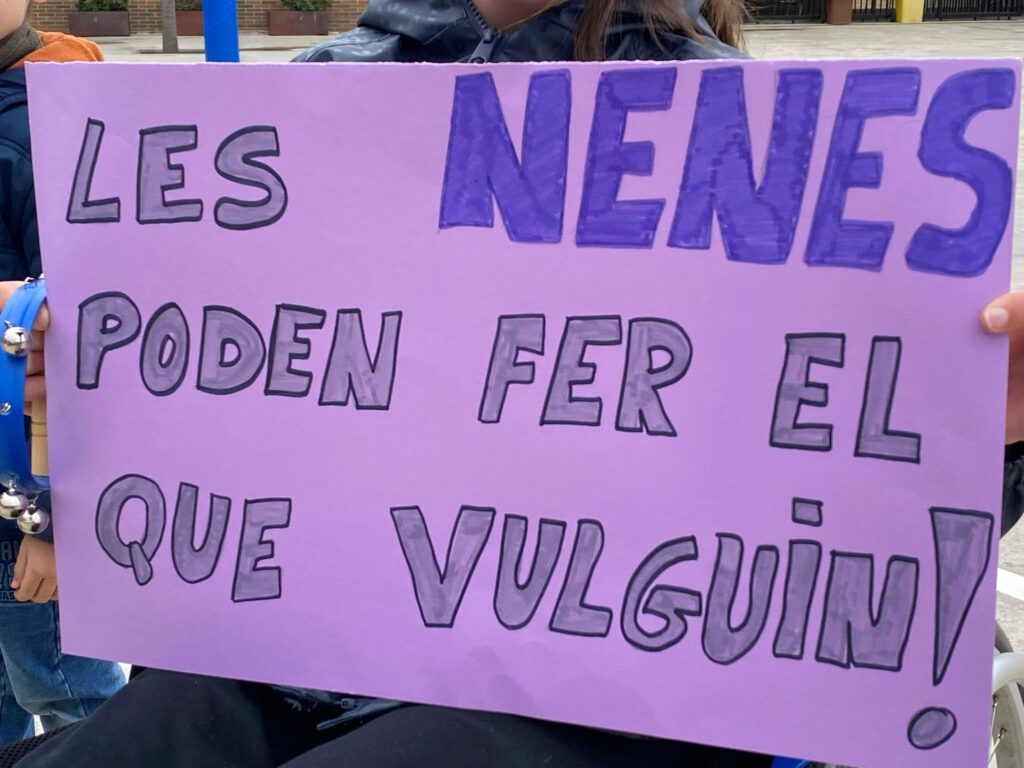 LES NENES
PODEN FER EL
QUE VULGUIN!